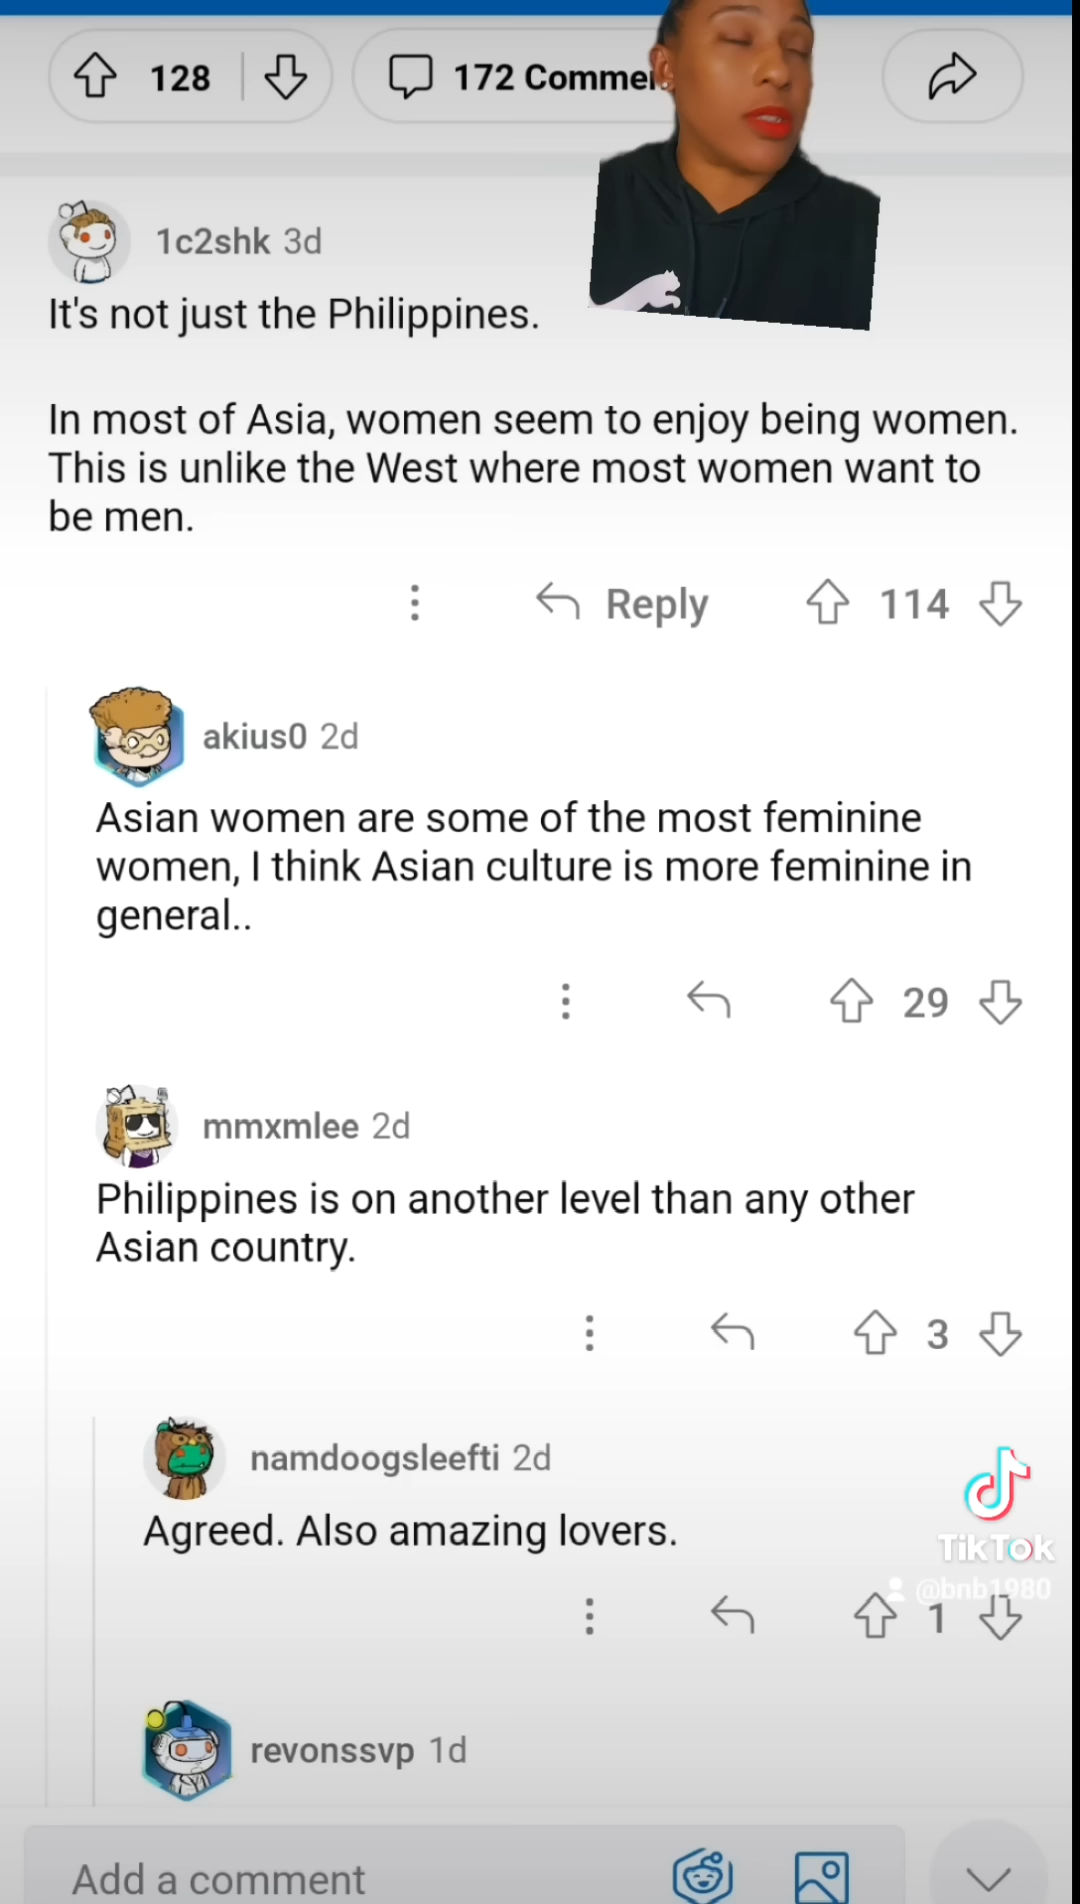 128
172 Commen
1c2shk 3d
It's not just the Philippines.
In most of Asia, women seem to enjoy being women.
This is unlike the West where most women want to
be men.
Reply
114
akius0 2d
Asian women are some of the most feminine
women, I think Asian culture is more feminine in
general..
29
mmxmlee 2d
Philippines is on another level than any other
Asian country.
3
namdoogsleefti 2d
Agreed. Also amazing lovers.
TikTok
@bnb1980
1
revonssvp 1d
Add a comment